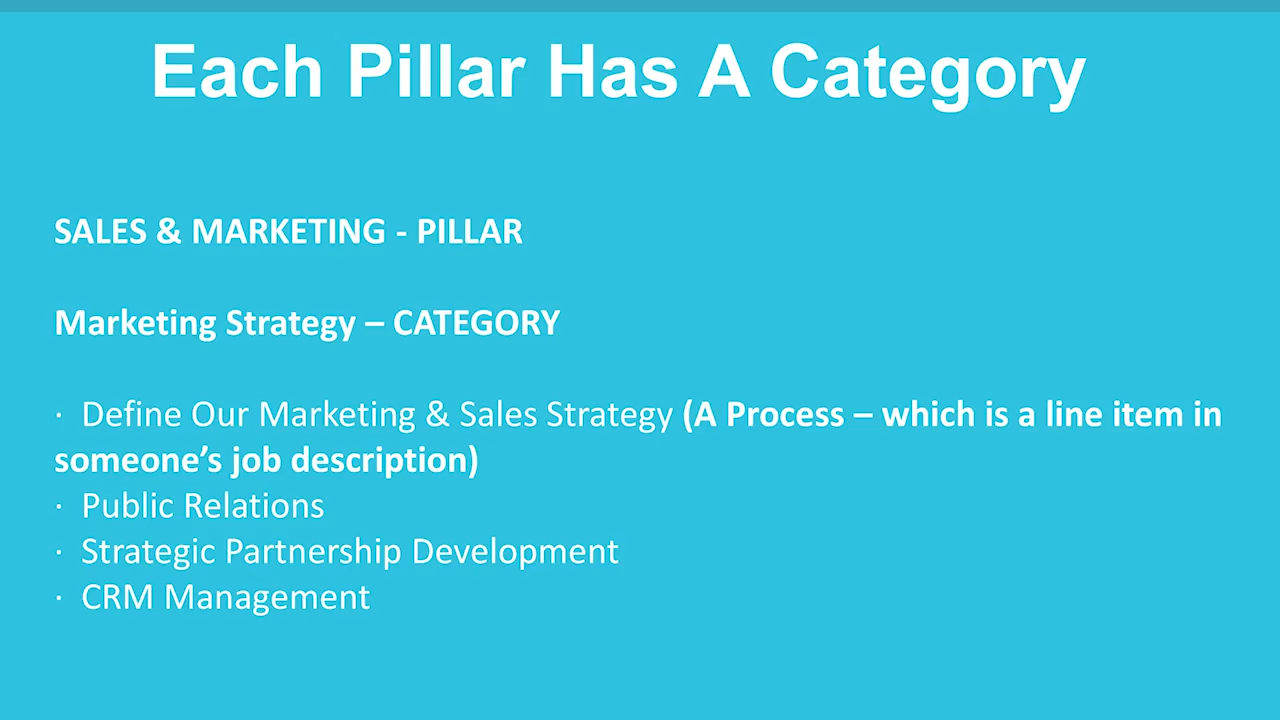 Each Pillar Has A Category
SALES & MARKETING - PILLAR
Marketing Strategy – CATEGORY
· Define Our Marketing & Sales Strategy (A Process – which is a line item in
someone’s job description)
· Public Relations
· Strategic Partnership Development
· CRM Management